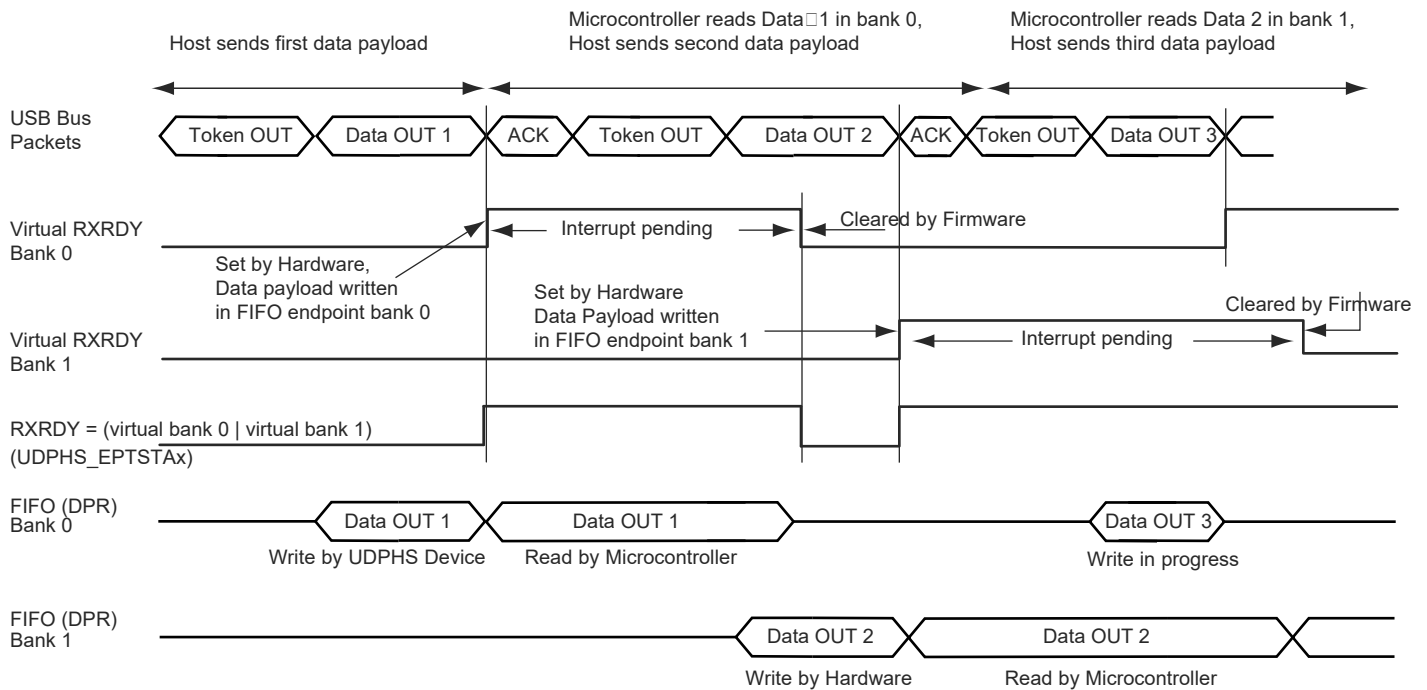 Host sends first data payload
Microcontroller reads Data□1 in bank 0,
Host sends second data payload
Microcontroller reads Data 2 in bank 1,
Host sends third data payload
USB Bus
Packets
Token OUT
Data OUT 1
ACK
Token OUT
Data OUT 2
ACK
Token OUT
Data OUT 3
Virtual RXRDY
Bank 0
Interrupt pending
Cleared by Firmware
Set by Hardware,
Data payload written
in FIFO endpoint bank 0
Set by Hardware
Data Payload written
in FIFO endpoint bank 1
Cleared by Firmware
Virtual RXRDY
Bank 1
Interrupt pending
RXRDY = (virtual bank 0 | virtual bank 1)
(UDPHS_EPTSTAx)
FIFO (DPR)
Bank 0
Data OUT 1
Data OUT 1
Data OUT 3
Write by UDPHS Device
Read by Microcontroller
Write in progress
FIFO (DPR)
Bank 1
Data OUT 2
Data OUT 2
Write by Hardware
Read by Microcontroller